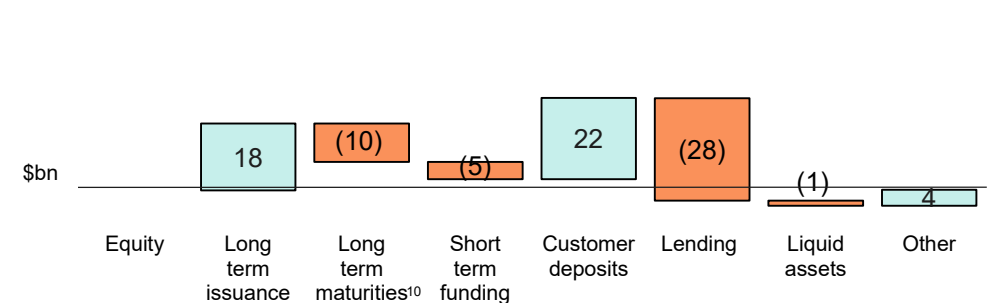 18
(10)
(5)
22
(28)
(1)
4
$bn
Equity
Long
term
issuance
Long
term
maturities¹⁰
Short
term
funding
Customer
deposits
Lending
Liquid
assets
Other